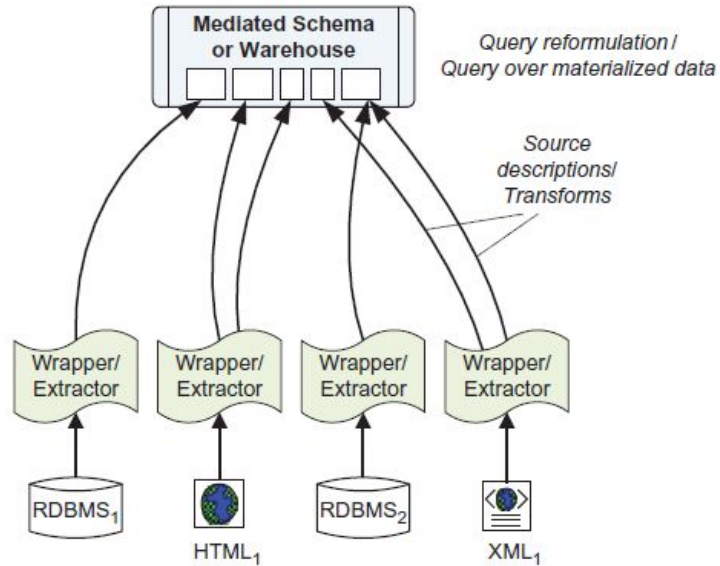 Mediated Schema
or Warehouse
Query reformulation/
Query over materialized data
Source
descriptions/
Transforms
Wrapper/
Extractor
Wrapper/
Extractor
Wrapper/
Extractor
Wrapper/
Extractor
RDBMS₁
HTML₁
RDBMS₂
XML₁